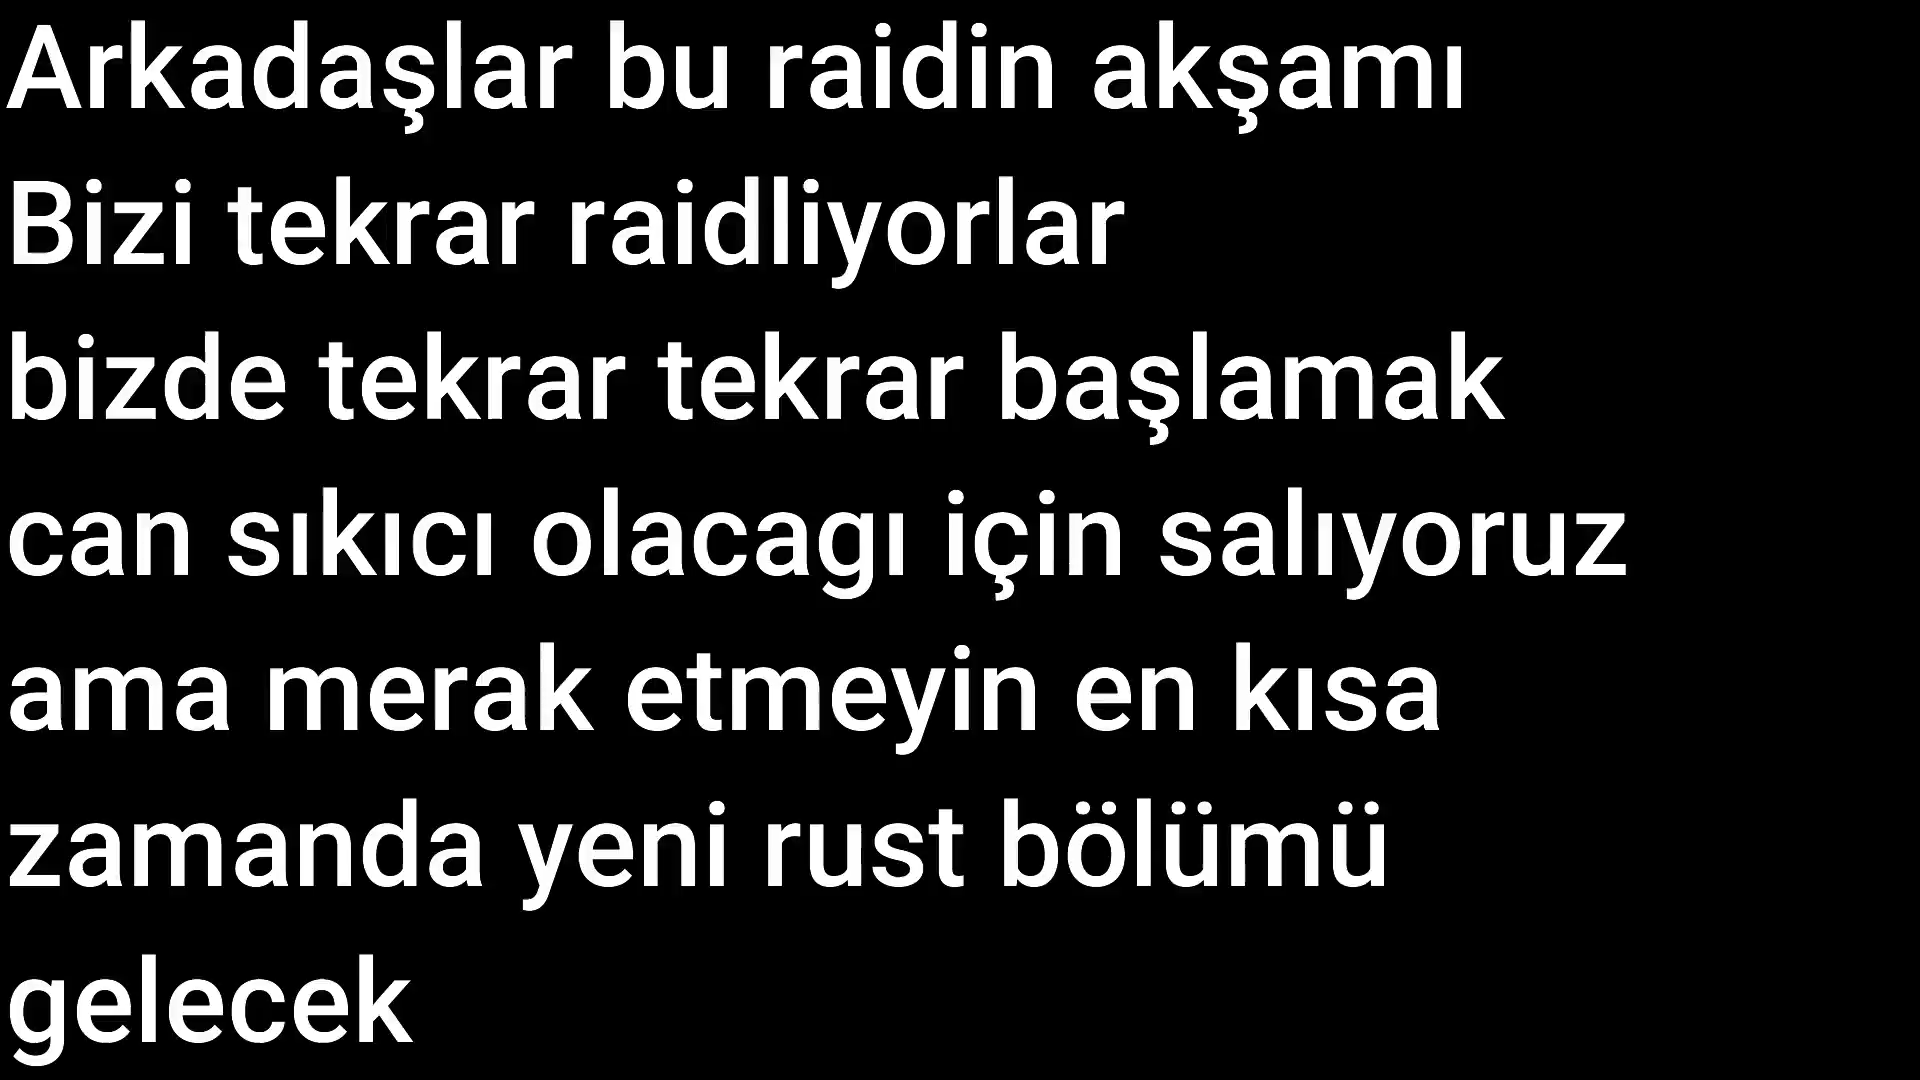 Arkadaşlar bu raidin akşamı
Bizi tekrar raidliyorlar
bizde tekrar tekrar başlamak
can sıkıcı olacagı için salıyoruz
ama merak etmeyin en kısa
zamanda yeni rust bölümü
gelecek